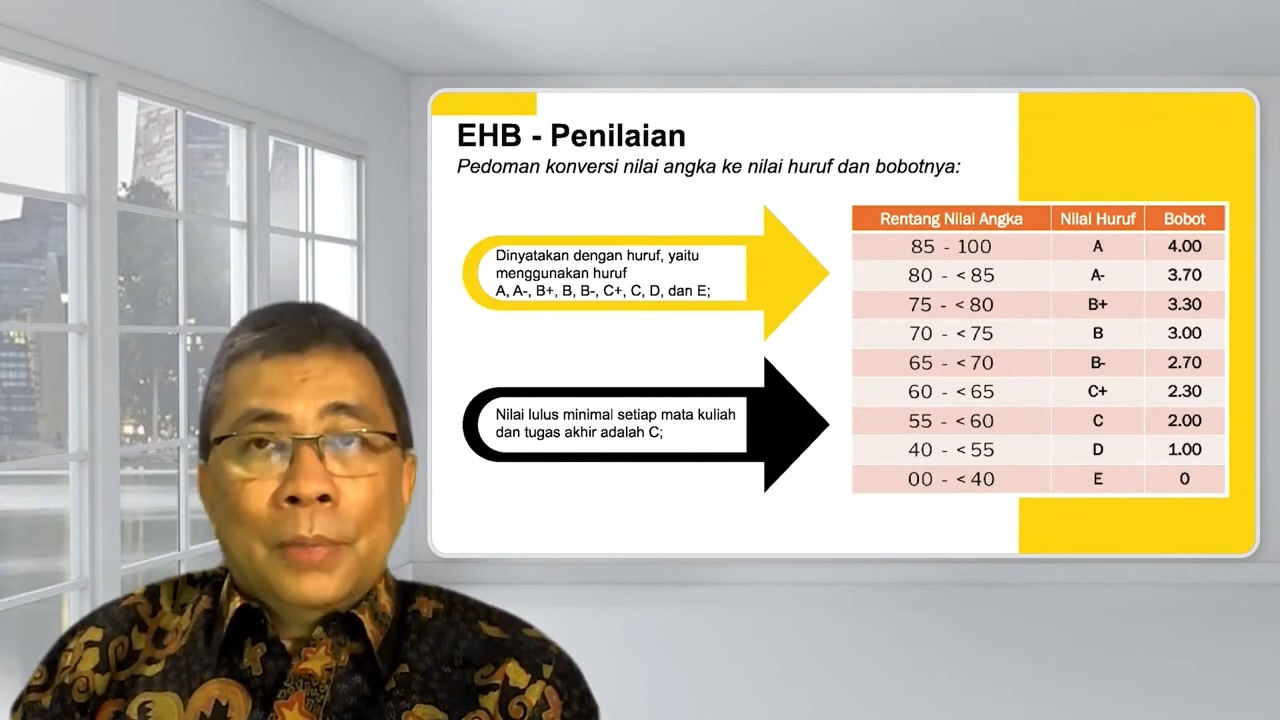 EHB - Penilaian
Pedoman konversi nilai angka ke nilai huruf dan bobotnya:
Dinyatakan dengan huruf, yaitu
menggunakan huruf
A, A-, B+, B, B-, C+, C, D, dan E;
Nilai lulus minimal setiap mata kuliah
dan tugas akhir adalah C;
Rentang Nilai Angka Nilai Huruf Bobot
85 - 100 A 4.00
80 - < 85 A- 3.70
75 - < 80 B+ 3.30
70 - < 75 B 3.00
65 - < 70 B- 2.70
60 - < 65 C+ 2.30
55 - < 60 C 2.00
40 - < 55 D 1.00
00 - < 40 E 0